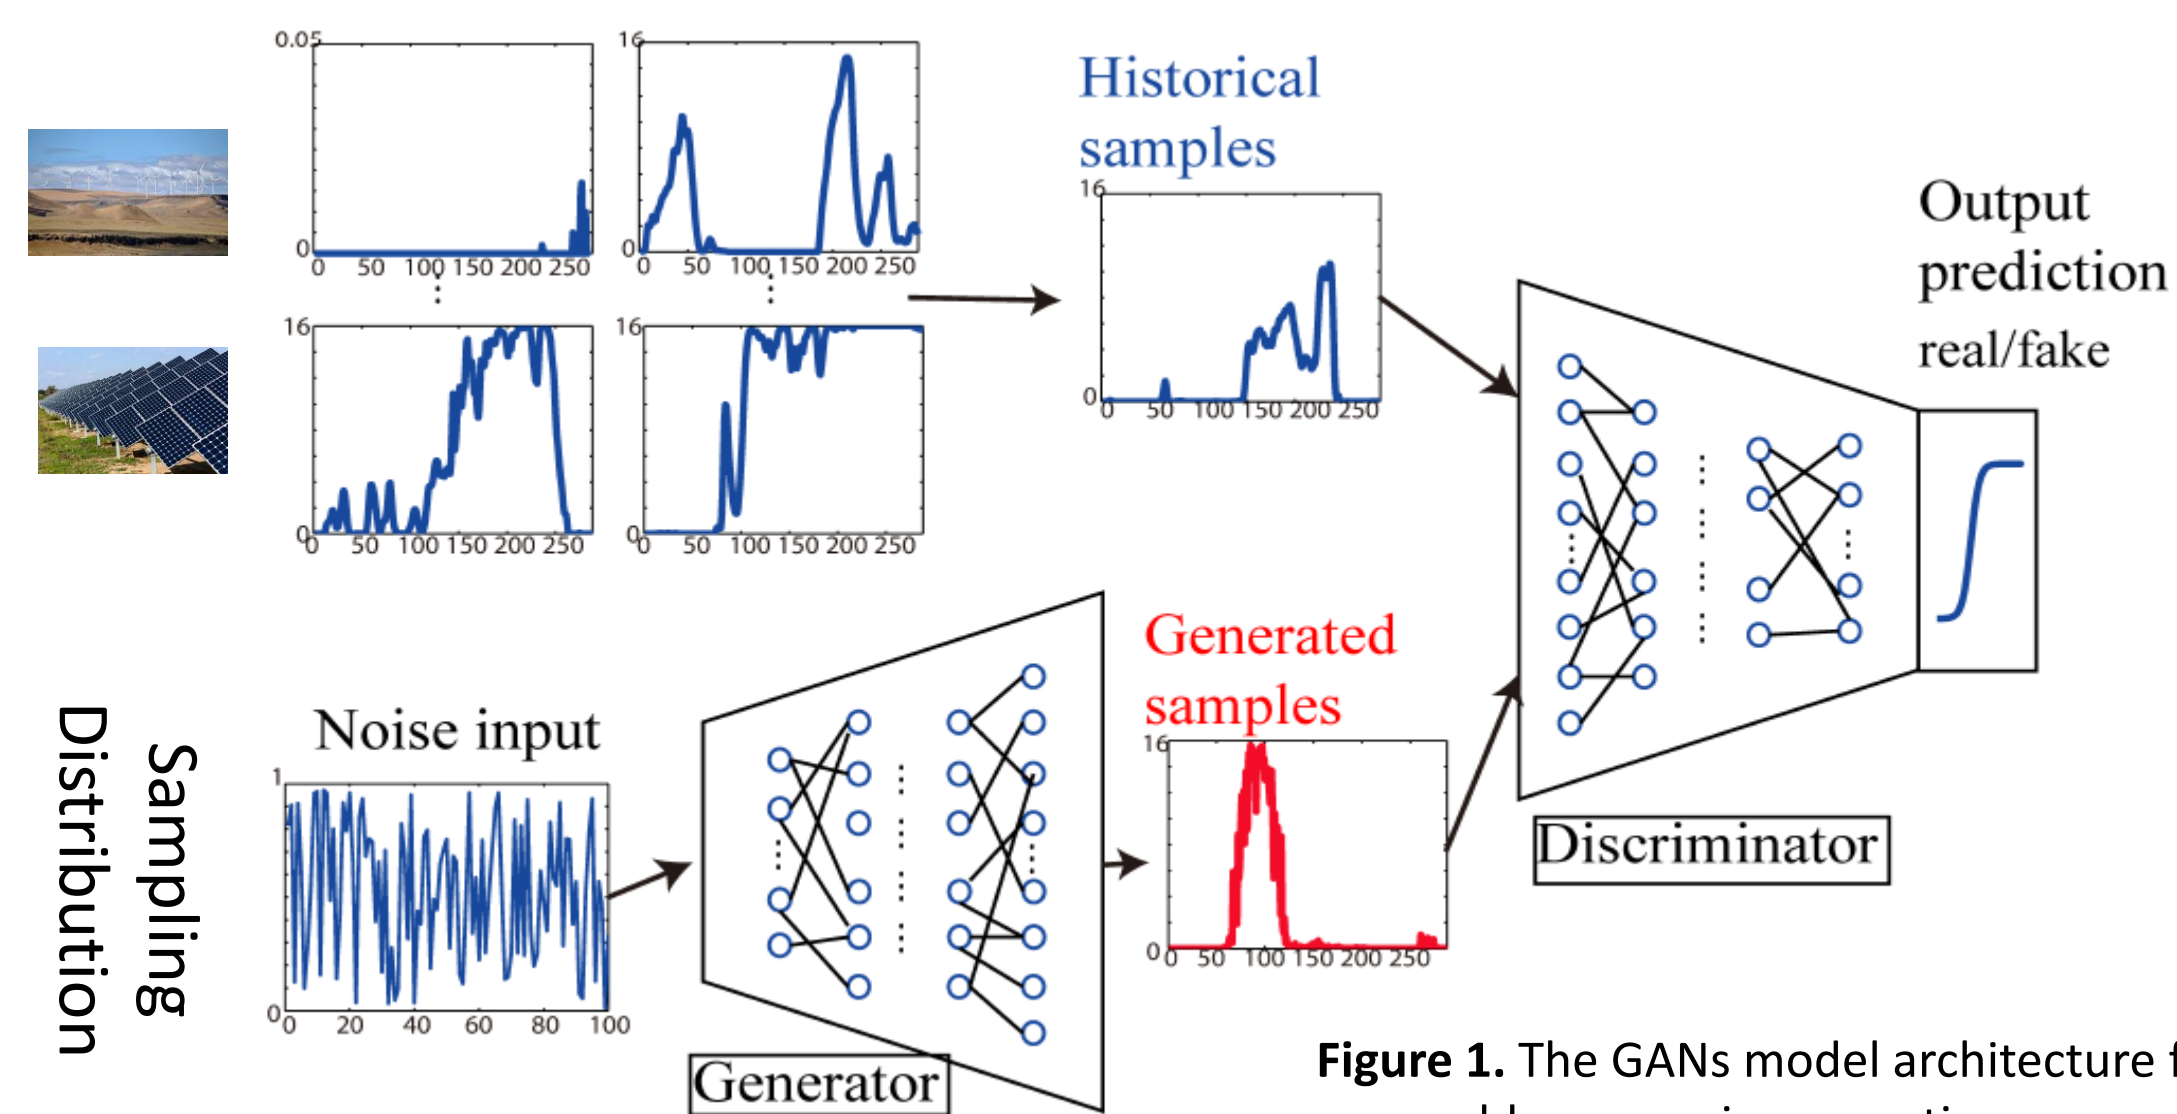 0.05
0
0 50 100 150 200 250
16
0
0 50 100 150 200 250
16
0
0 50 100 150 200 250
16
0
0 50 100 150 200 250
Historical
samples
16
0
0 50 100 150 200 250
Output
prediction
real/fake
Sampling
Distribution
Noise input
1
0
0 20 40 60 80 100
Generator
Generated
samples
16
0
0 50 100 150 200 250
Discriminator
Figure 1. The GANs model architecture